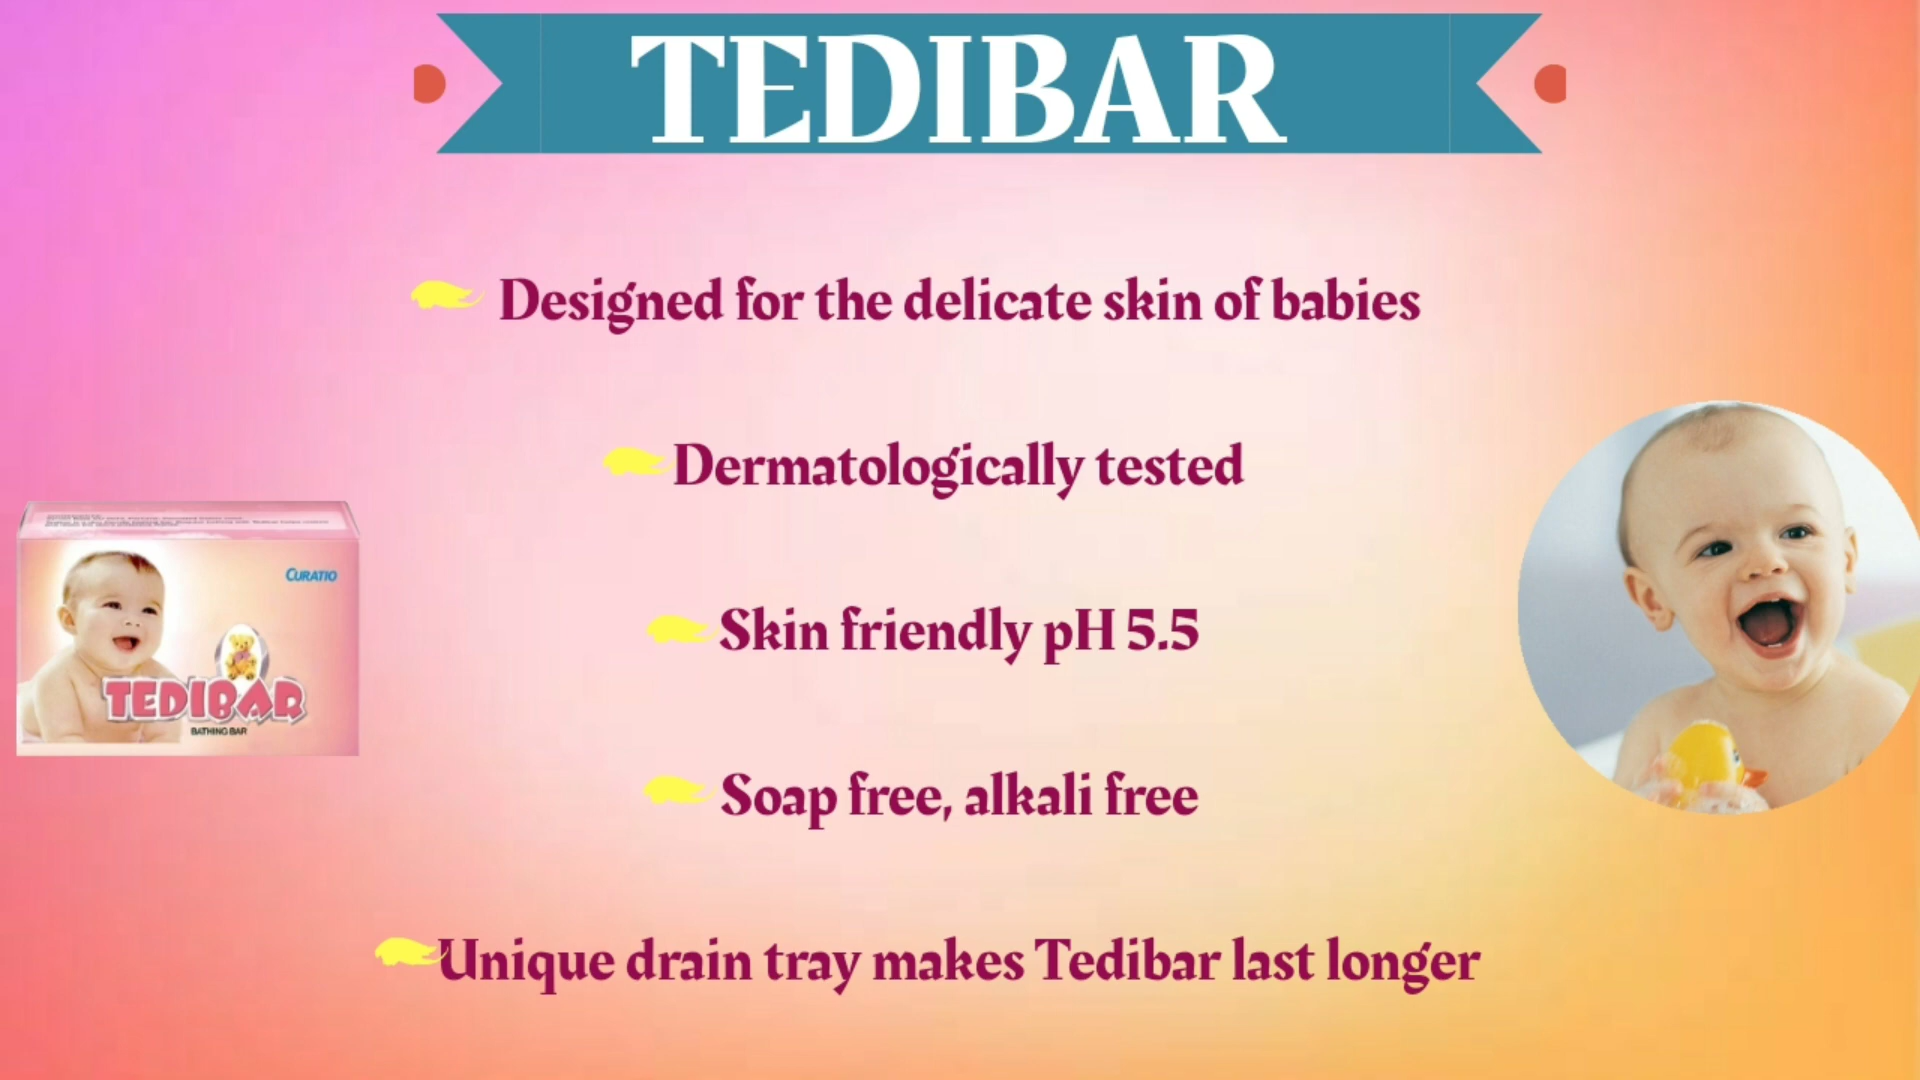 TEDIBAR
Designed for the delicate skin of babies
Dermatologically tested
Skin friendly pH 5.5
Soap free, alkali free
Unique drain tray makes Tedibar last longer
CURATIO
TEDIBAR
BATHING BAR